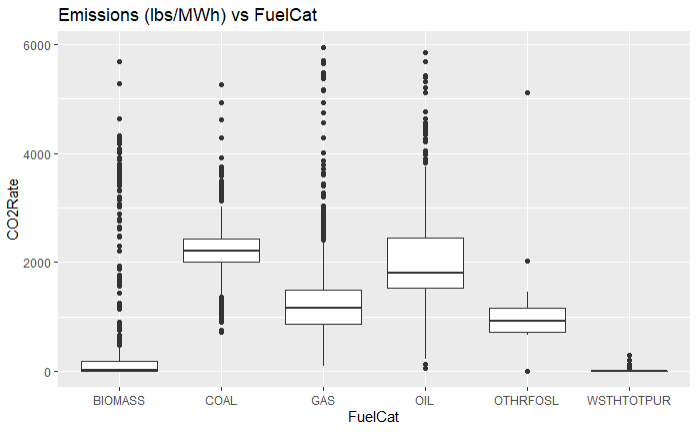 Emissions (lbs/MWh) vs FuelCat
CO2Rate
6000
4000
2000
0
BIOMASS COAL GAS OIL OTHRFOSL WSTHTOTPUR
FuelCat